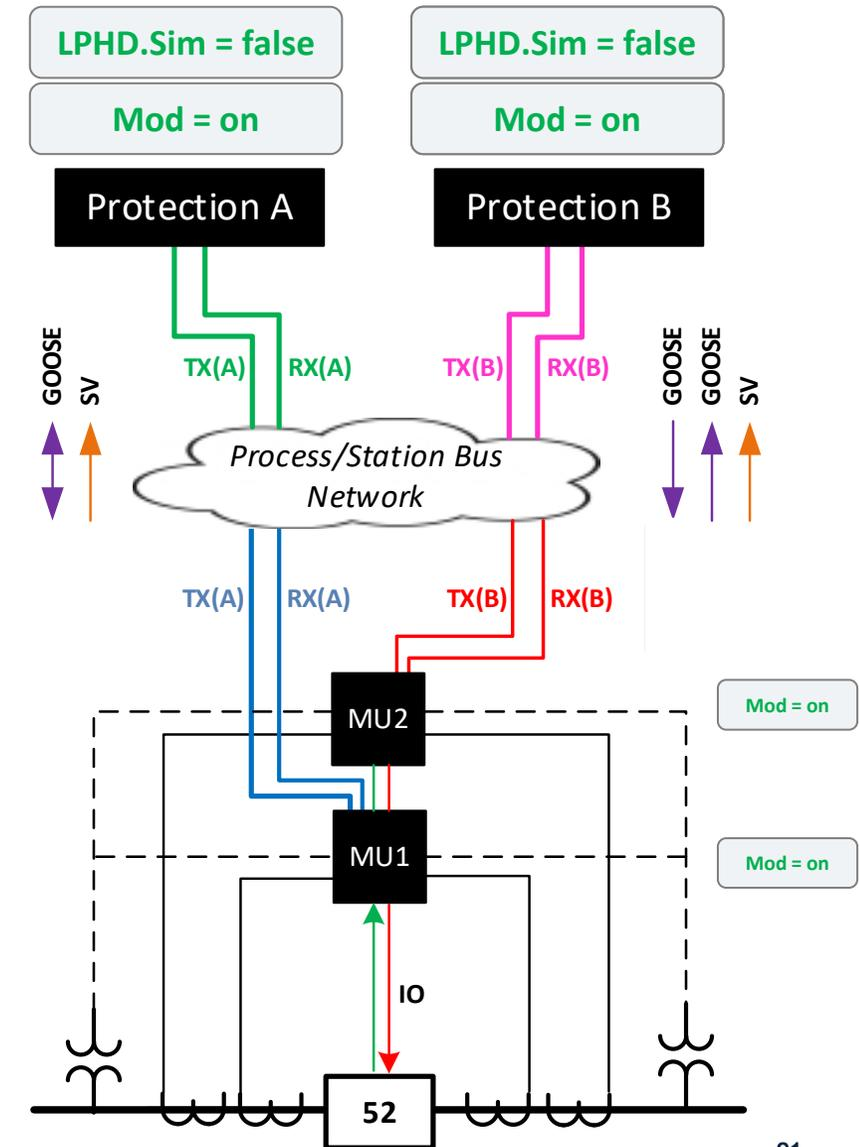 LPHD.Sim = false
LPHD.Sim = false
Mod = on
Mod = on
Protection A
Protection B
GOOSE
SV
TX(A)
RX(A)
TX(B)
RX(B)
GOOSE
GOOSE
SV
Process/Station Bus
Network
TX(A)
RX(A)
TX(B)
RX(B)
MU2
Mod = on
MU1
Mod = on
IO
52